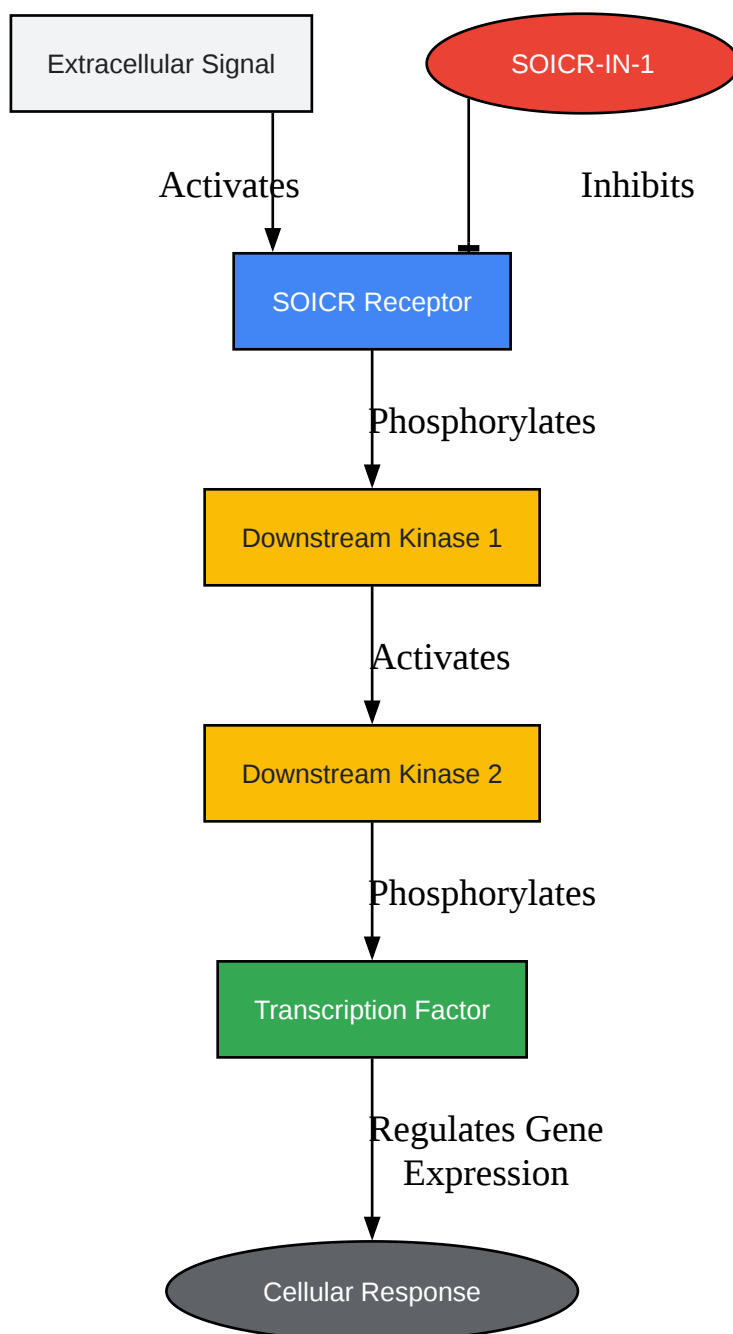 Extracellular Signal
SOICR-IN-1
Activates
Inhibits
SOICR Receptor
Phosphorylates
Downstream Kinase 1
Activates
Downstream Kinase 2
Phosphorylates
Transcription Factor
Regulates Gene
Expression
Cellular Response